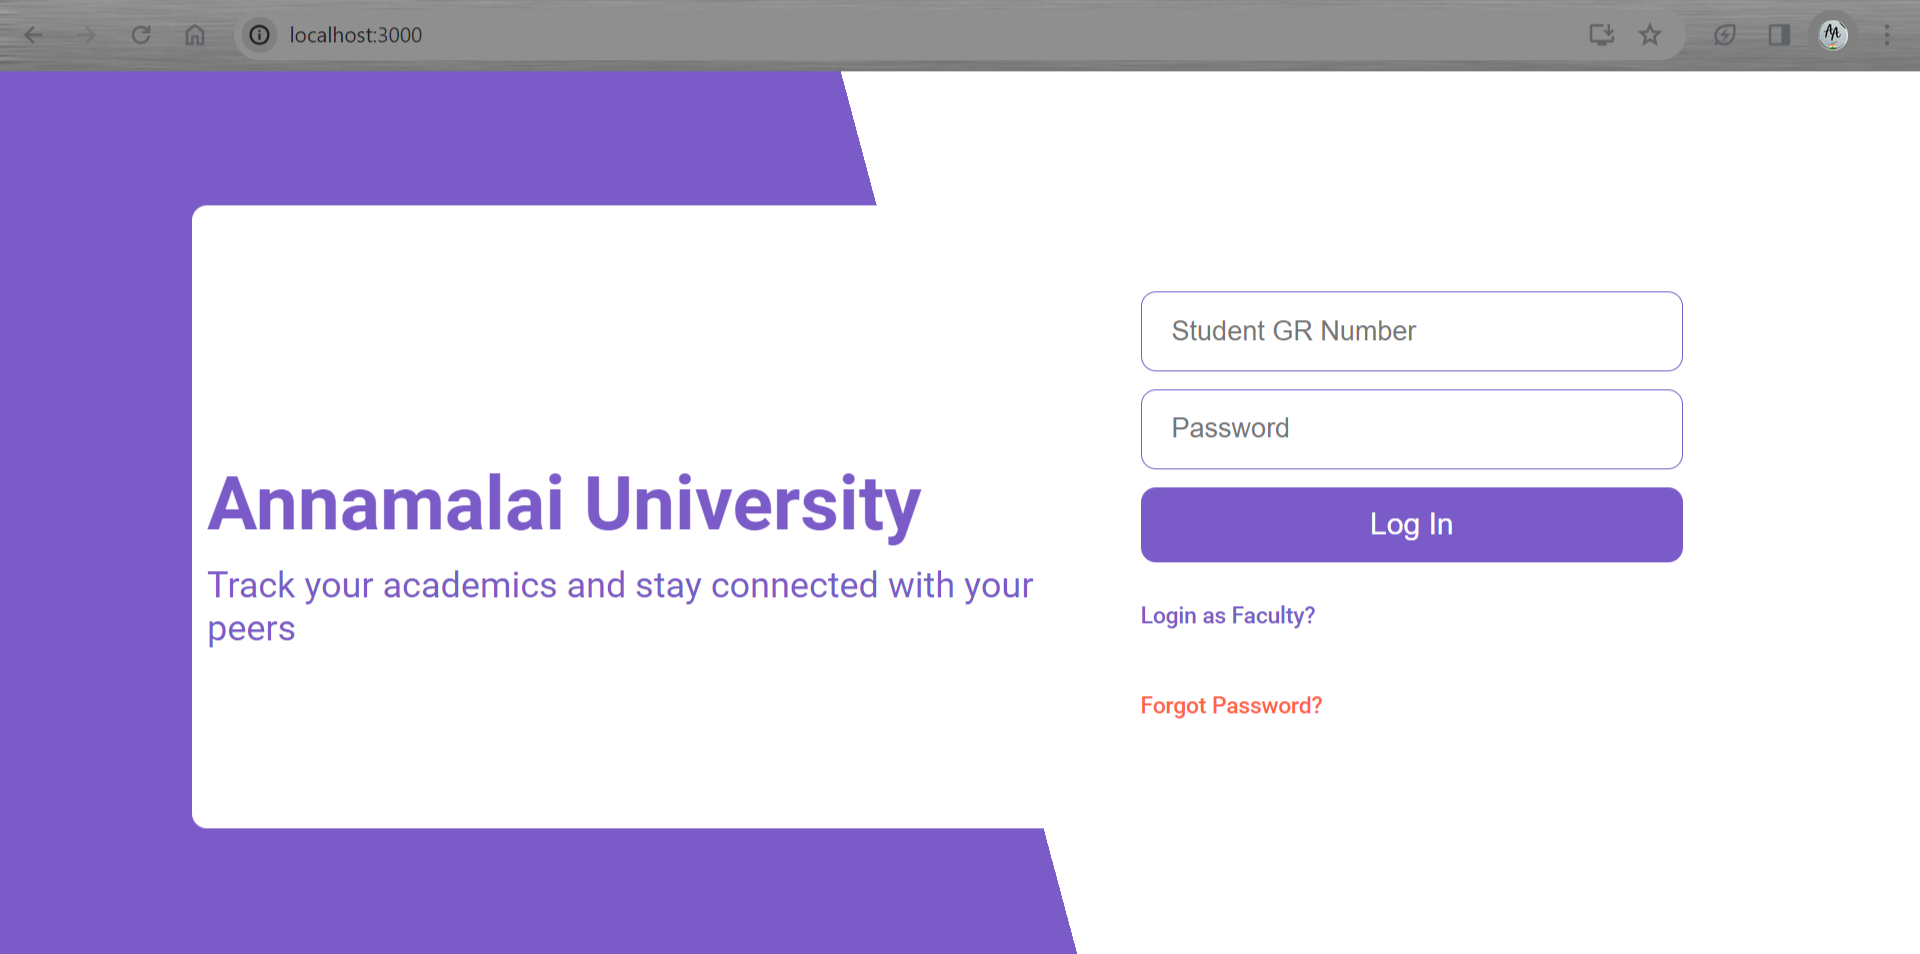 localhost:3000
Annamalai University
Track your academics and stay connected with your
peers
Student GR Number
Password
Log In
Login as Faculty?
Forgot Password?